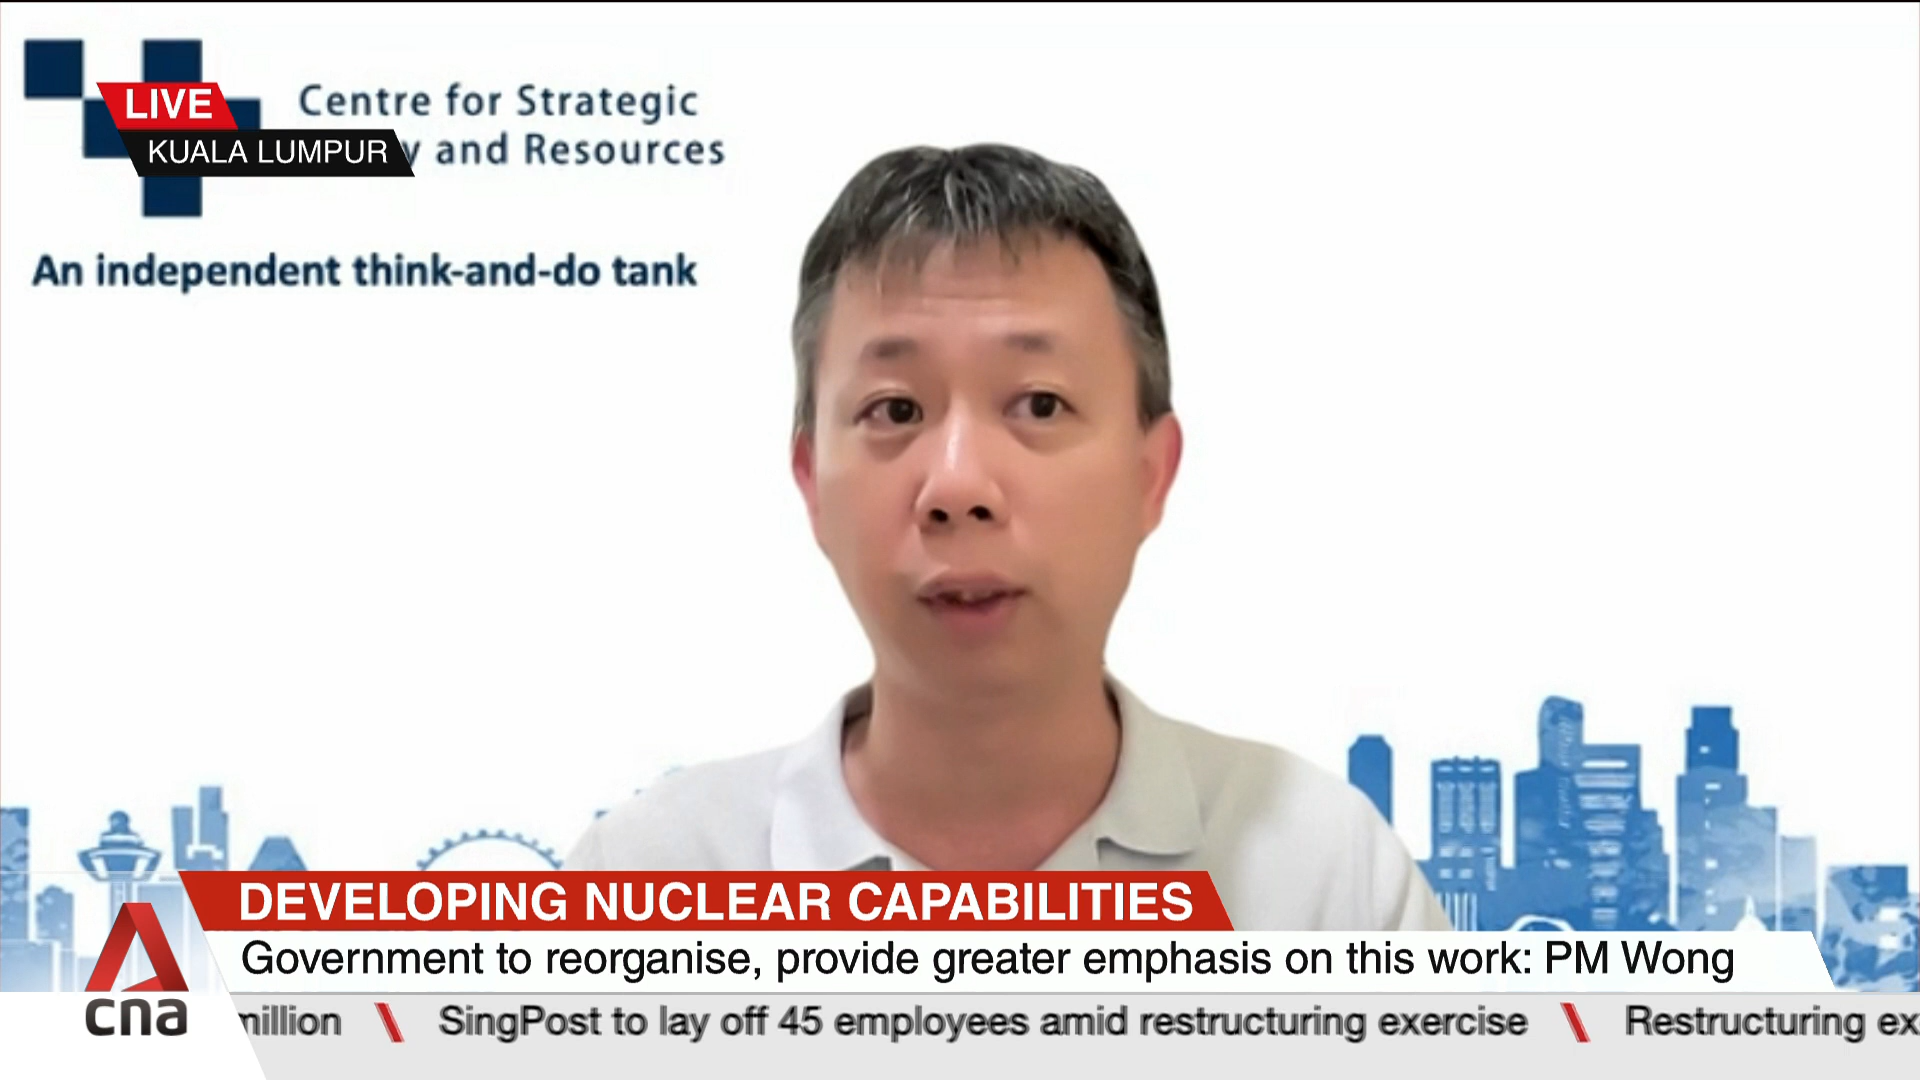 LIVE
KUALA LUMPUR
Centre for Strategic
y and Resources
An independent think-and-do tank
DEVELOPING NUCLEAR CAPABILITIES
Government to reorganise, provide greater emphasis on this work: PM Wong
cna
million \ SingPost to lay off 45 employees amid restructuring exercise \ Restructuring ex